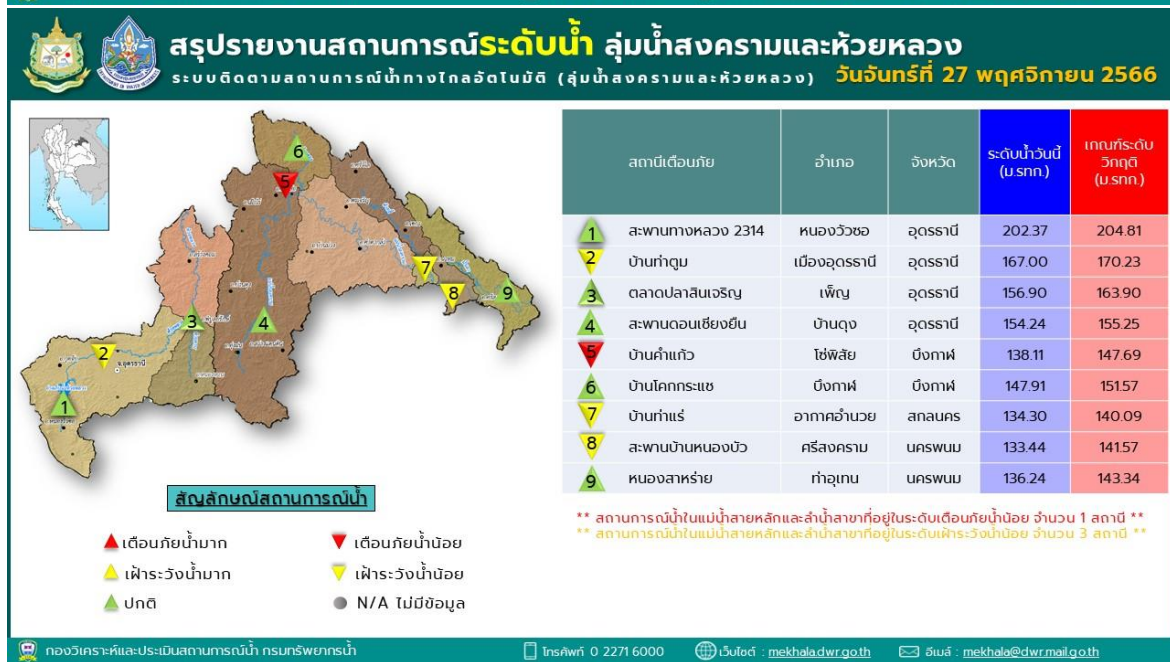 สรุปรายงานสถานการณ์ระดับน้ำ ลุ่มน้ำสงครามและห้วยหลวง
ระบบติดตามสถานการณ์น้ำทางไกลอัตโนมัติ (ลุ่มน้ำสงครามและห้วยหลวง) วันจันทร์ที่ 27 พฤศจิกายน 2566
สถานีเตือนภัย อำเภอ จังหวัด ระดับน้ำวันนี้ (ม.รทก.) เกณฑ์ระดับวิกฤติ (ม.รทก.)
1 สะพานทางหลวง 2314 หนองวัวซอ อุดรธานี 202.37 204.81
2 บ้านท่าตูม เมืองอุดรธานี อุดรธานี 167.00 170.23
3 ตลาดปลาสินเจริญ เพ็ญ อุดรธานี 156.90 163.90
4 สะพานดอนเชียงยืน บ้านดุง อุดรธานี 154.24 155.25
5 บ้านคำแก้ว โซ่พิสัย บึงกาฬ 138.11 147.69
6 บ้านโคกกระแซ บึงกาฬ บึงกาฬ 147.91 151.57
7 บ้านท่าแร่ อากาศอำนวย สกลนคร 134.30 140.09
8 สะพานบ้านหนองบัว ศรีสงคราม นครพนม 133.44 141.57
9 หนองสาหร่าย ท่าอุเทน นครพนม 136.24 143.34
** สถานการณ์น้ำในแม่น้ำสายหลักและลำน้ำสาขาที่อยู่ในระดับเตือนภัยน้ำน้อย จำนวน 1 สถานี **
** สถานการณ์น้ำในแม่น้ำสายหลักและลำน้ำสาขาที่อยู่ในระดับเฝ้าระวังน้ำน้อย จำนวน 3 สถานี **
6
5
7
8
9
3
4
2
จ.อุดรธานี
1
สัญลักษณ์สถานการณ์น้ำ
เตือนภัยน้ำมาก เตือนภัยน้ำน้อย
เฝ้าระวังน้ำมาก เฝ้าระวังน้ำน้อย
ปกติ N/A ไม่มีข้อมูล
กองวิเคราะห์และประเมินสถานการณ์น้ำ กรมทรัพยากรน้ำ โทรศัพท์ 0 2271 6000 เว็บไซต์ : mekhala.dwr.go.th อีเมล์ : mekhala@dwr.mail.go.th